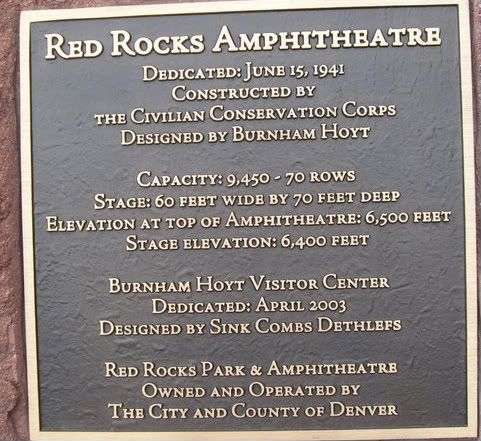 Red Rocks Amphitheatre
Dedicated: June 15, 1941
Constructed by
the Civilian Conservation Corps
Designed by Burnham Hoyt
Capacity: 9,450 - 70 rows
Stage: 60 feet wide by 70 feet deep
Elevation at top of Amphitheatre: 6,500 feet
Stage elevation: 6,400 feet
Burnham Hoyt Visitor Center
Dedicated: April 2003
Designed by Sink Combs Dethlefs
Red Rocks Park & Amphitheatre
Owned and Operated by
The City and County of Denver